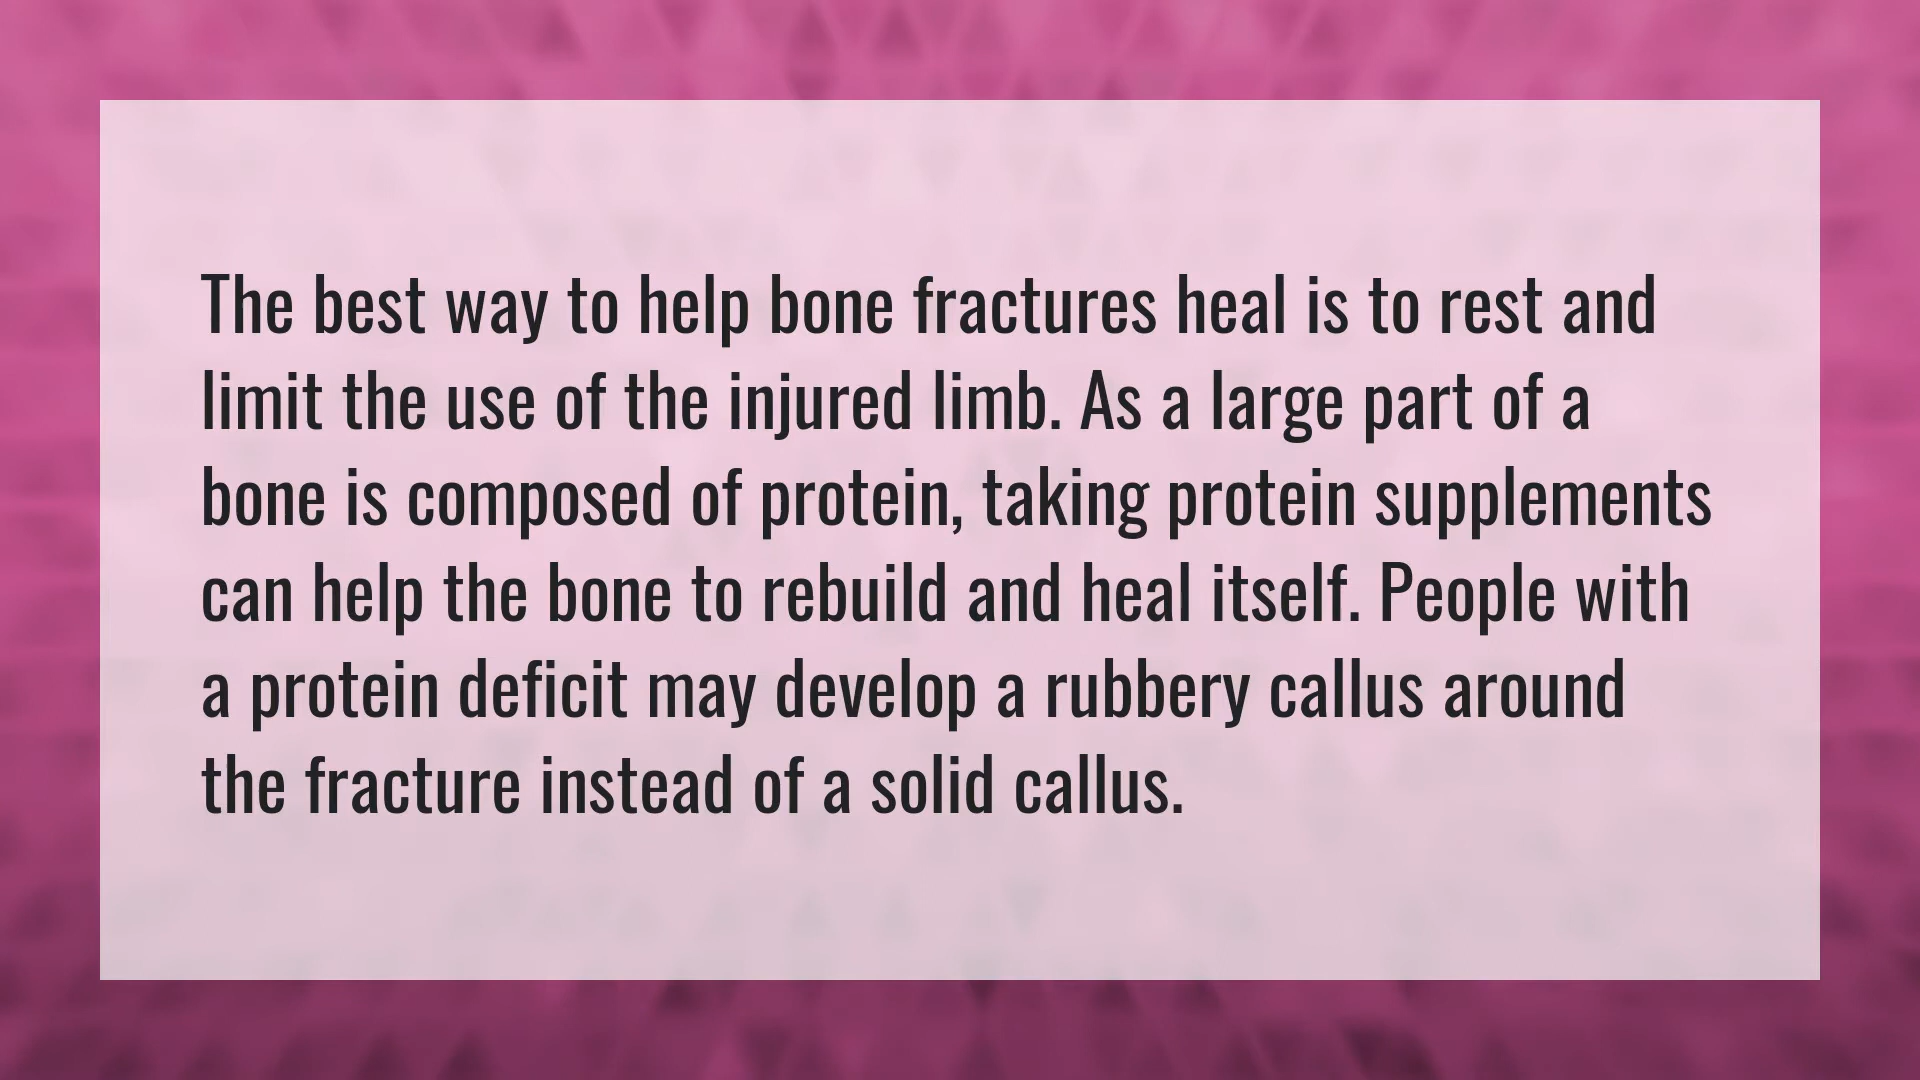 The best way to help bone fractures heal is to rest and
limit the use of the injured limb. As a large part of a
bone is composed of protein, taking protein supplements
can help the bone to rebuild and heal itself. People with
a protein deficit may develop a rubbery callus around
the fracture instead of a solid callus.